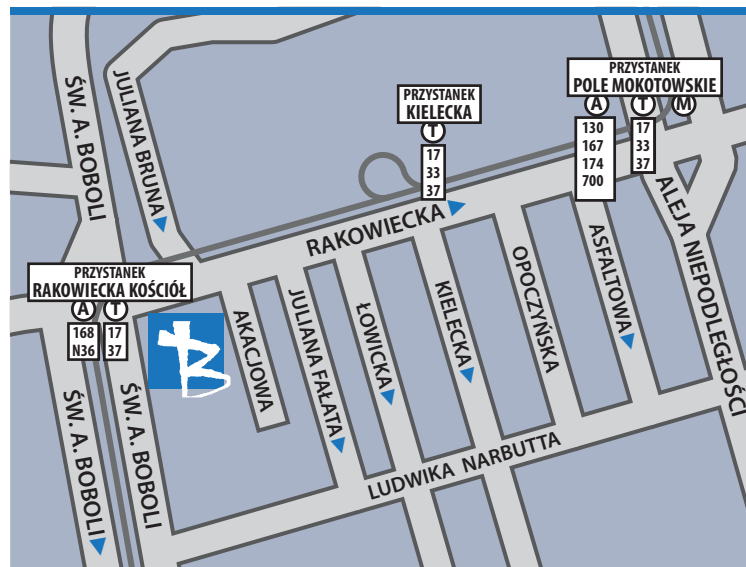 ŚW. A. BOBOLI
JULIANA BRUNA
PRZYSTANEK
KIELECKA
T
17
33
37
PRZYSTANEK
POLE MOKOTOWSKIE
A T M
130
167
174
700
17
33
37
RAKOWIECKA
ALEJA NIEPODLEGŁOŚCI
PRZYSTANEK
RAKOWIECKA KOŚCIÓŁ
A T
168
N36
17
37
B
AKACJOWA
JULIANA FAŁATA
ŁOWICKA
KIELECKA
OPOCZYŃSKA
ASFALTOWA
ŚW. A. BOBOLI
ŚW. A. BOBOLI
LUDWIKA NARBUTTA